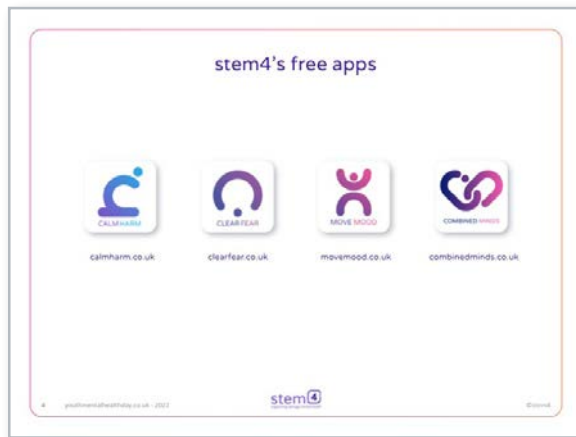 stem4's free apps
CALM HARM
CLEAR FEAR
MOVE MOOD
COMBINED MINDS
calmharm.co.uk
clearfear.co.uk
movemood.co.uk
combinedminds.co.uk
4
youthmentalhealthday.co.uk - 2022
stem4
©stem4